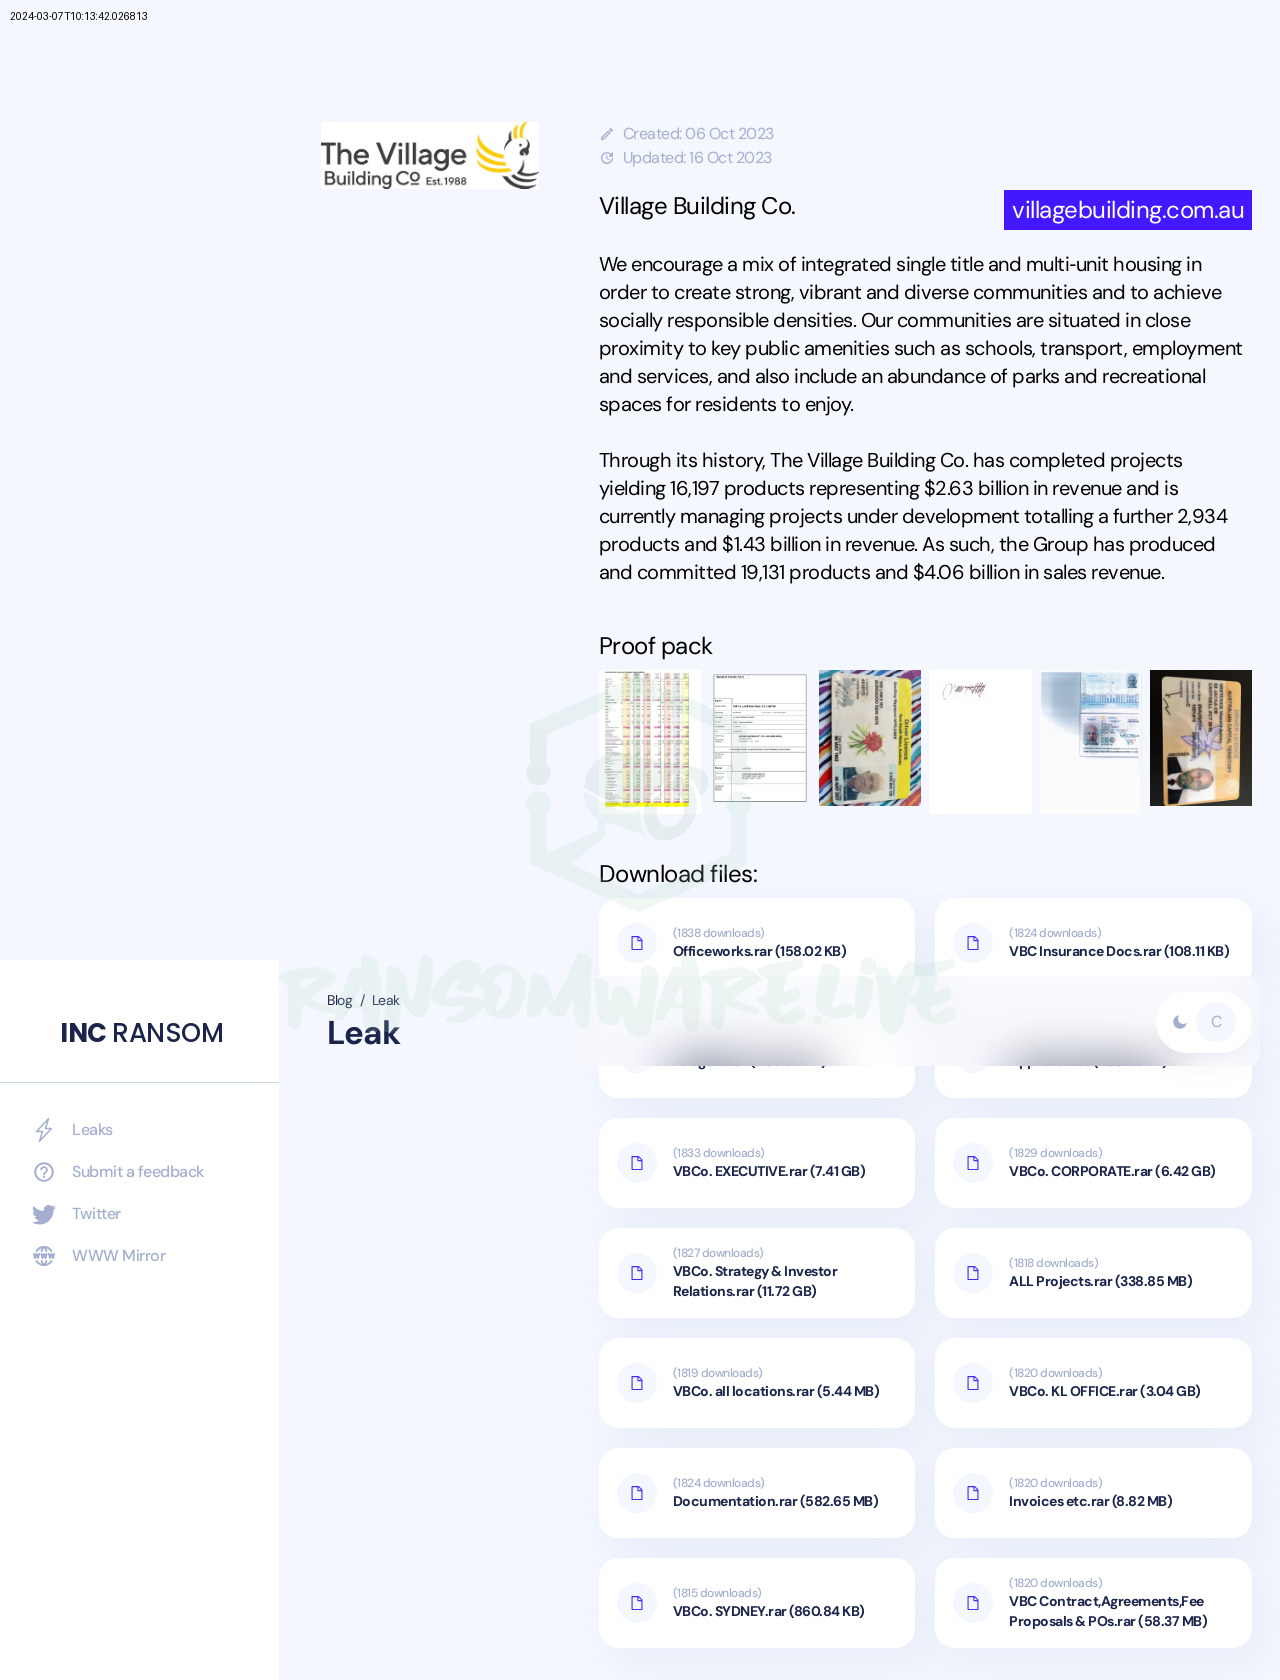 2024-03-07T10:13:42.026813
The Village
Building Co Est.1988
Created: 06 Oct 2023
Updated: 16 Oct 2023
Village Building Co.
villagebuilding.com.au
We encourage a mix of integrated single title and multi-unit housing in
order to create strong, vibrant and diverse communities and to achieve
socially responsible densities. Our communities are situated in close
proximity to key public amenities such as schools, transport, employment
and services, and also include an abundance of parks and recreational
spaces for residents to enjoy.
Through its history, The Village Building Co. has completed projects
yielding 16,197 products representing $2.63 billion in revenue and is
currently managing projects under development totalling a further 2,934
products and $1.43 billion in revenue. As such, the Group has produced
and committed 19,131 products and $4.06 billion in sales revenue.
Proof pack
Download files:
(1838 downloads)
Officeworks.rar (158.02 KB)
(1824 downloads)
VBC Insurance Docs.rar (108.11 KB)
RANSOMWARE.LIVE
Blog / Leak
Leak
C
INC RANSOM
Leaks
Submit a feedback
Twitter
WWW Mirror
(1833 downloads)
VBCo. EXECUTIVE.rar (7.41 GB)
(1829 downloads)
VBCo. CORPORATE.rar (6.42 GB)
(1827 downloads)
VBCo. Strategy & Investor
Relations.rar (11.72 GB)
(1818 downloads)
ALL Projects.rar (338.85 MB)
(1819 downloads)
VBCo. all locations.rar (5.44 MB)
(1820 downloads)
VBCo. KL OFFICE.rar (3.04 GB)
(1824 downloads)
Documentation.rar (582.65 MB)
(1820 downloads)
Invoices etc.rar (8.82 MB)
(1815 downloads)
VBCo. SYDNEY.rar (860.84 KB)
(1820 downloads)
VBC Contract,Agreements,Fee
Proposals & POs.rar (58.37 MB)